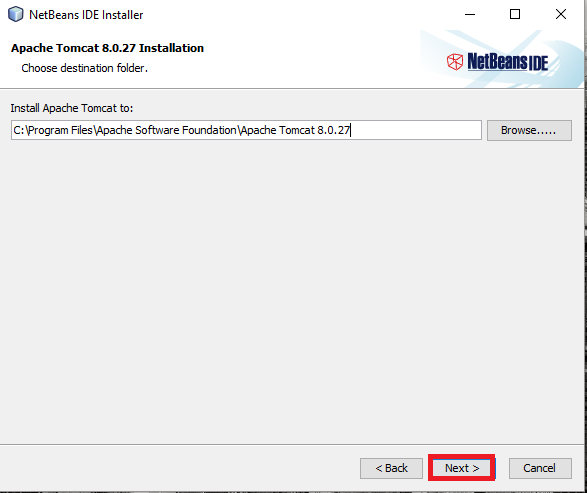 NetBeans IDE Installer
Apache Tomcat 8.0.27 Installation
Choose destination folder.
NetBeans IDE
Install Apache Tomcat to:
C:\Program Files\Apache Software Foundation\Apache Tomcat 8.0.27
Browse.....
< Back
Next >
Cancel